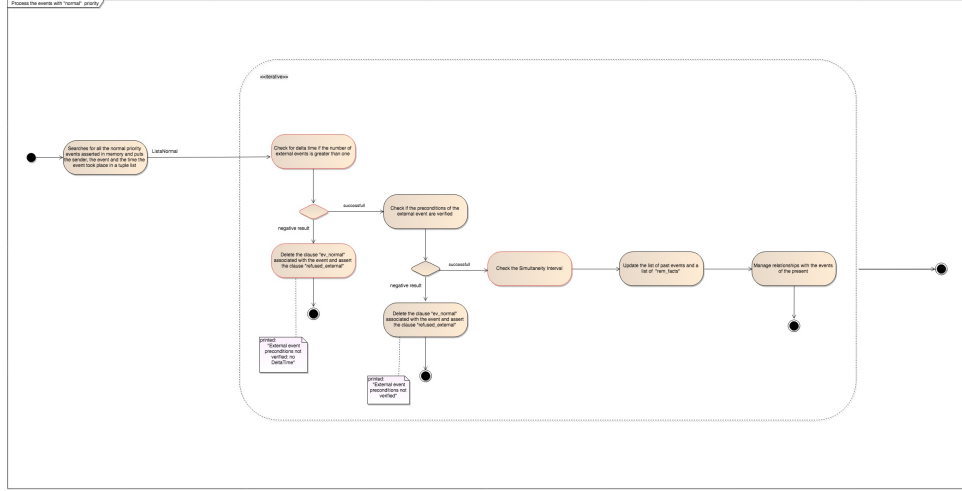 Process the events with "normal" priority
«iterative»
Searches for all the normal priority
events asserted in memory and puts
the sender, the event and the time the
event took place in a tuple list
ListaNormal
Check for delta time if the number of
external events is greater than one
successfull
negative result
Check if the preconditions of the
external event are verified
Delete the clause "ev_normal"
associated with the event and assert
the clause "refused_external"
successfull
negative result
Check the Simultaneity Interval
Update the list of past events and a
list of "rem_facts"
Manage relationships with the events
of the present
Delete the clause "ev_normal"
associated with the event and assert
the clause "refused_external"
printed:
"External event
preconditions not
verified: no
DeltaTime"
printed:
"External event
preconditions not
verified"